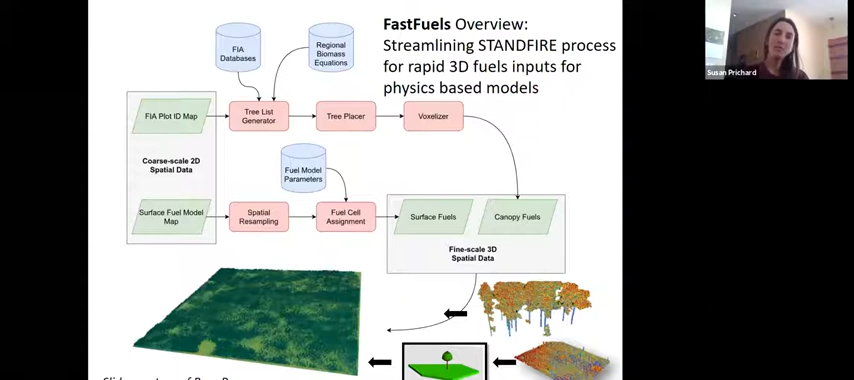 FastFuels Overview:
Streamlining STANDFIRE process
for rapid 3D fuels inputs for
physics based models
Susan Prichard
FIA
Databases
Regional
Biomass
Equations
FIA Plot ID Map
Tree List
Generator
Tree Placer
Voxelizer
Coarse-scale 2D
Spatial Data
Fuel Model
Parameters
Surface Fuel Model
Map
Spatial
Resampling
Fuel Cell
Assignment
Surface Fuels
Canopy Fuels
Fine-scale 3D
Spatial Data